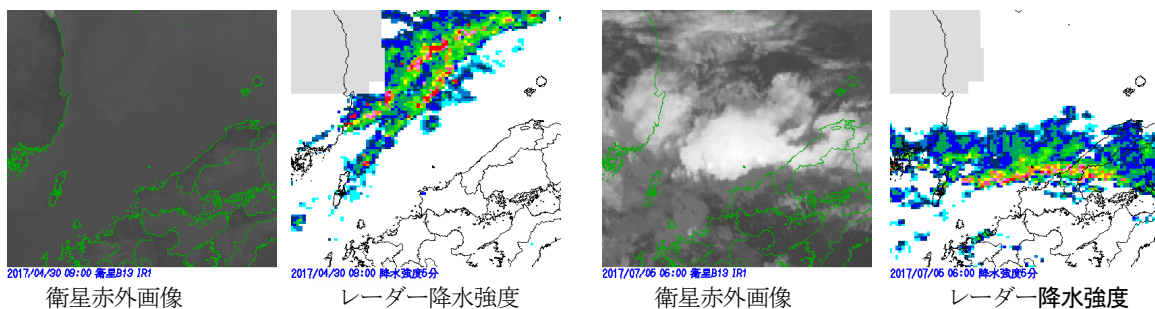 2017/04/30 09:00 衛星B13 IR1
2017/04/30 09:00 降水強度5分
2017/07/05 06:00 衛星B13 IR1
2017/07/05 06:00 降水強度5分
衛星赤外画像
レーダー降水強度
衛星赤外画像
レーダー降水強度